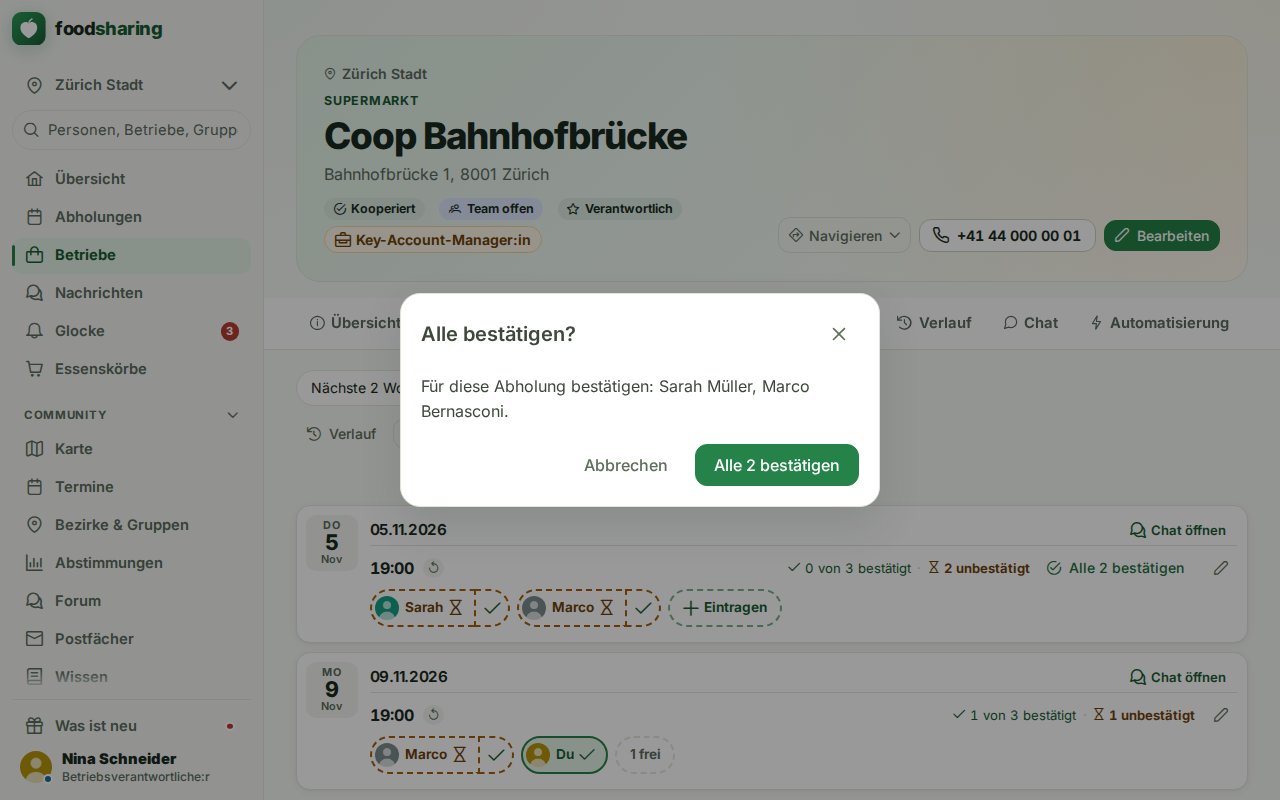 foodsharing
Zürich Stadt
Personen, Betriebe, Grupp
Übersicht
Abholungen
Betriebe
Nachrichten
Glocke
3
Essenskörbe
COMMUNITY
Karte
Termine
Bezirke & Gruppen
Abstimmungen
Forum
Postfächer
Wissen
Was ist neu
Nina Schneider
Betriebsverantwortliche:r
Zürich Stadt
SUPERMARKT
Coop Bahnhofbrücke
Bahnhofbrücke 1, 8001 Zürich
Kooperiert
Team offen
Verantwortlich
Key-Account-Manager:in
Navigieren
+41 44 000 00 01
Bearbeiten
Übersicht
Verlauf
Chat
Automatisierung
Nächste 2 Wo
Verlauf
Alle bestätigen?
Für diese Abholung bestätigen: Sarah Müller, Marco
Bernasconi.
Abbrechen
Alle 2 bestätigen
DO
5
Nov
05.11.2026
Chat öffnen
19:00
0 von 3 bestätigt · 2 unbestätigt
Alle 2 bestätigen
Sarah
Marco
Eintragen
MO
9
Nov
09.11.2026
Chat öffnen
19:00
1 von 3 bestätigt · 1 unbestätigt
Marco
Du
1 frei